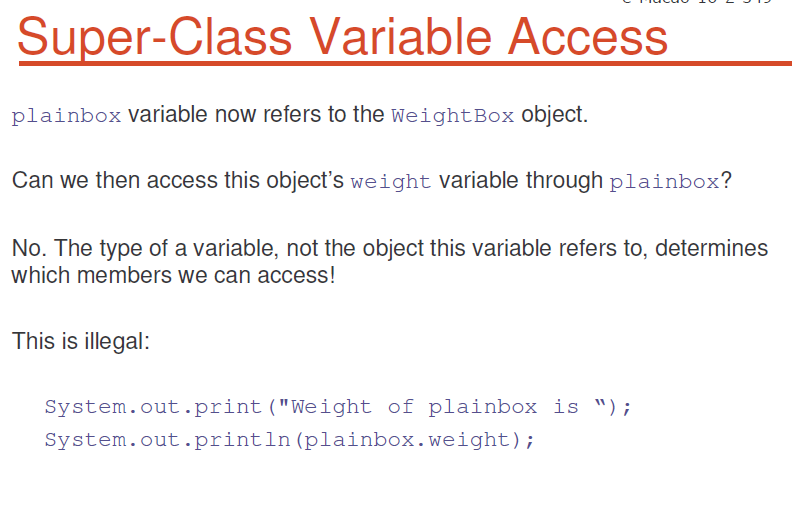 Super-Class Variable Access
plainbox variable now refers to the WeightBox object.
Can we then access this object’s weight variable through plainbox?
No. The type of a variable, not the object this variable refers to, determines
which members we can access!
This is illegal:
System.out.print("Weight of plainbox is “);
System.out.println(plainbox.weight);